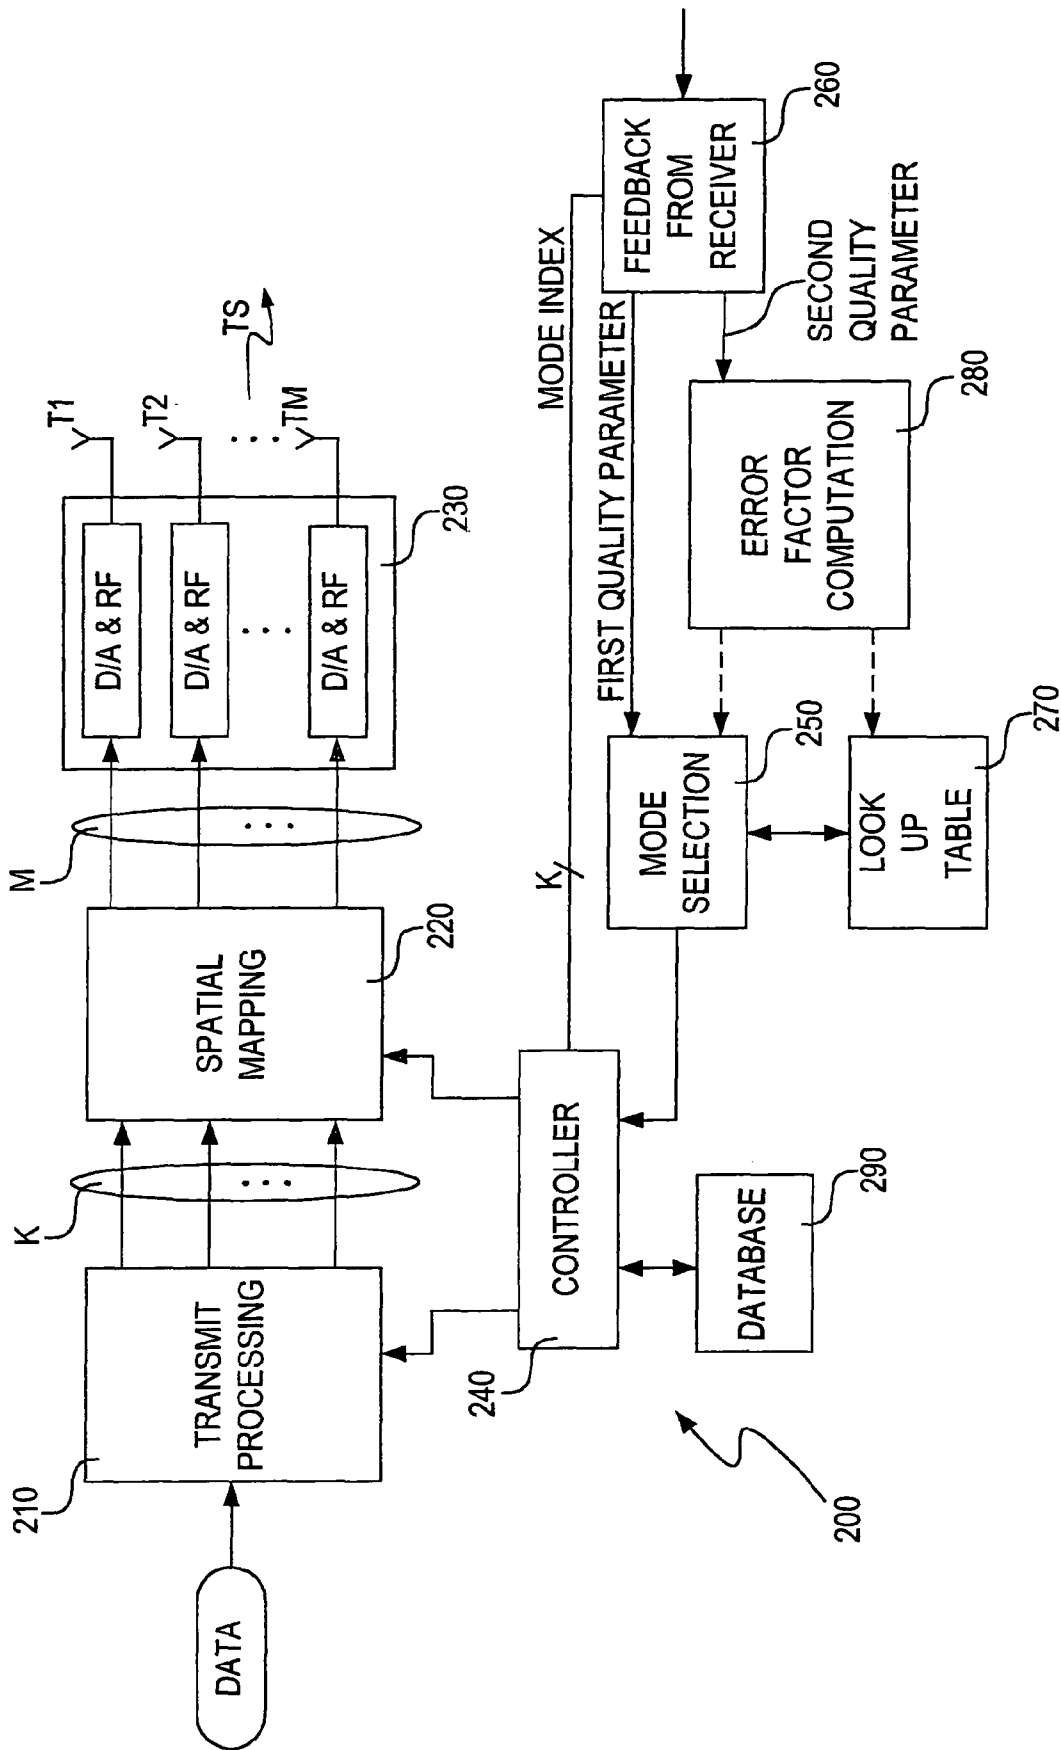 DATA
210
TRANSMIT
PROCESSING
K
• • •
SPATIAL
MAPPING
220
M
• • •
D/A & RF
D/A & RF
• • •
D/A & RF
230
T1
T2
• • • •
TM
TS
240
CONTROLLER
DATABASE
290
200
K
MODE INDEX
FIRST QUALITY PARAMETER
MODE
SELECTION
250
LOOK
UP
TABLE
270
ERROR
FACTOR
COMPUTATION
280
SECOND
QUALITY
PARAMETER
FEEDBACK
FROM
RECEIVER
260